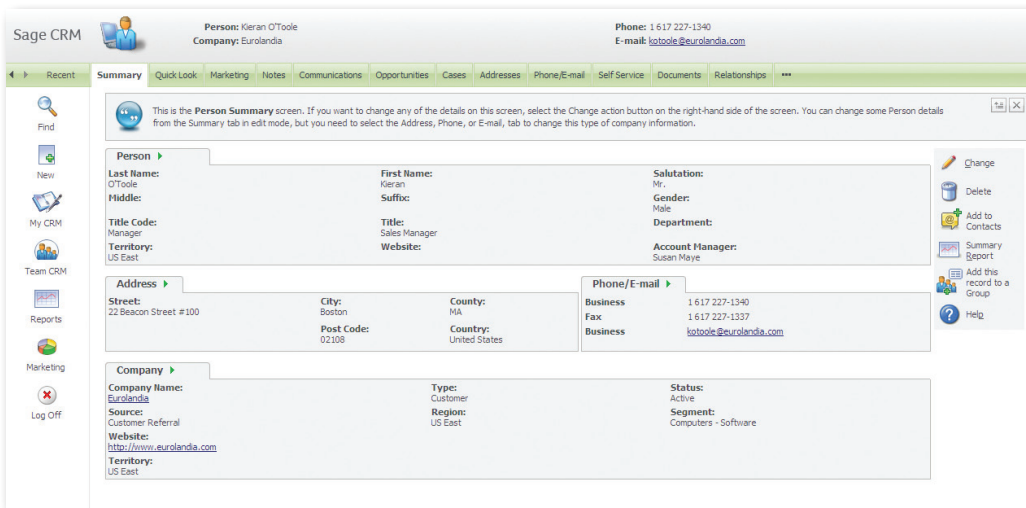 Sage CRM
Person: Kieran O'Toole
Company: Eurolandia
Phone: 1 617 227-1340
E-mail: kotoole@eurolandia.com
Recent
Summary Quick Look Marketing Notes Communications Opportunities Cases Addresses Phone/E-mail Self Service Documents Relationships •••
Find
New
My CRM
Team CRM
Reports
Marketing
Log Off
This is the Person Summary screen. If you want to change any of the details on this screen, select the Change action button on the right-hand side of the screen. You can change some Person details
from the Summary tab in edit mode, but you need to select the Address, Phone, or E-mail, tab to change this type of company information.
Person
Last Name: First Name: Salutation:
O'Toole Kieran Mr.
Middle: Suffix: Gender:
Male
Title Code: Title: Department:
Manager Sales Manager
Territory: Website: Account Manager:
US East Susan Maye
Address
Street: City: County:
22 Beacon Street #100 Boston MA
Post Code: Country:
02108 United States
Phone/E-mail
Business 1 617 227-1340
Fax 1 617 227-1337
Business kotoole@eurolandia.com
Company
Company Name: Type: Status:
Eurolandia Customer Active
Source: Region: Segment:
Customer Referral US East Computers - Software
Website:
http://www.eurolandia.com
Territory:
US East
Change
Delete
Add to
Contacts
Summary
Report
Add this
record to a
Group
Help